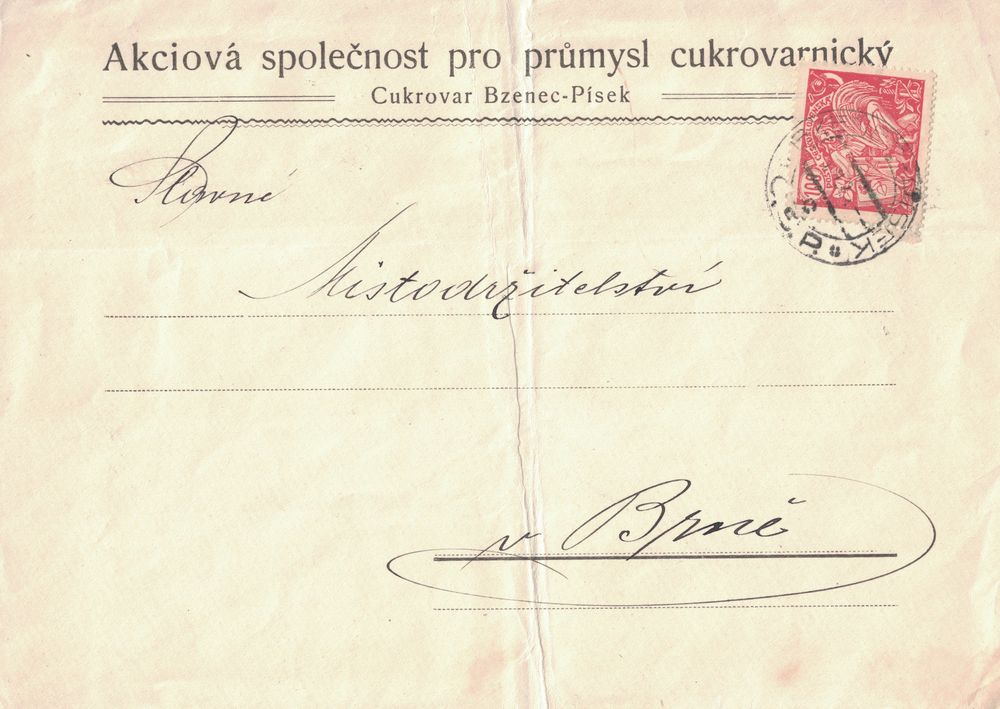 Akciová společnost pro průmysl cukrovarnický
Cukrovar Bzenec-Písek
Slavné
Místodržitelství
v Brně